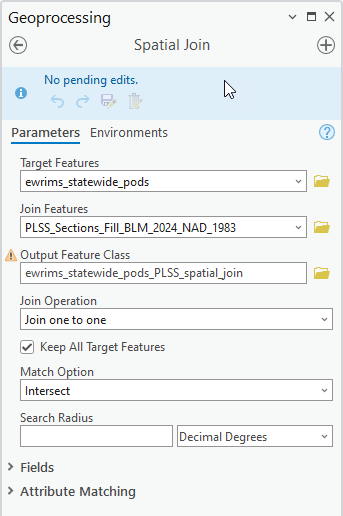 Geoprocessing
Spatial Join
No pending edits.
Parameters Environments
Target Features
ewrims_statewide_pods
Join Features
PLSS_Sections_Fill_BLM_2024_NAD_1983
Output Feature Class
ewrims_statewide_pods_PLSS_spatial_join
Join Operation
Join one to one
Keep All Target Features
Match Option
Intersect
Search Radius
Decimal Degrees
Fields
Attribute Matching